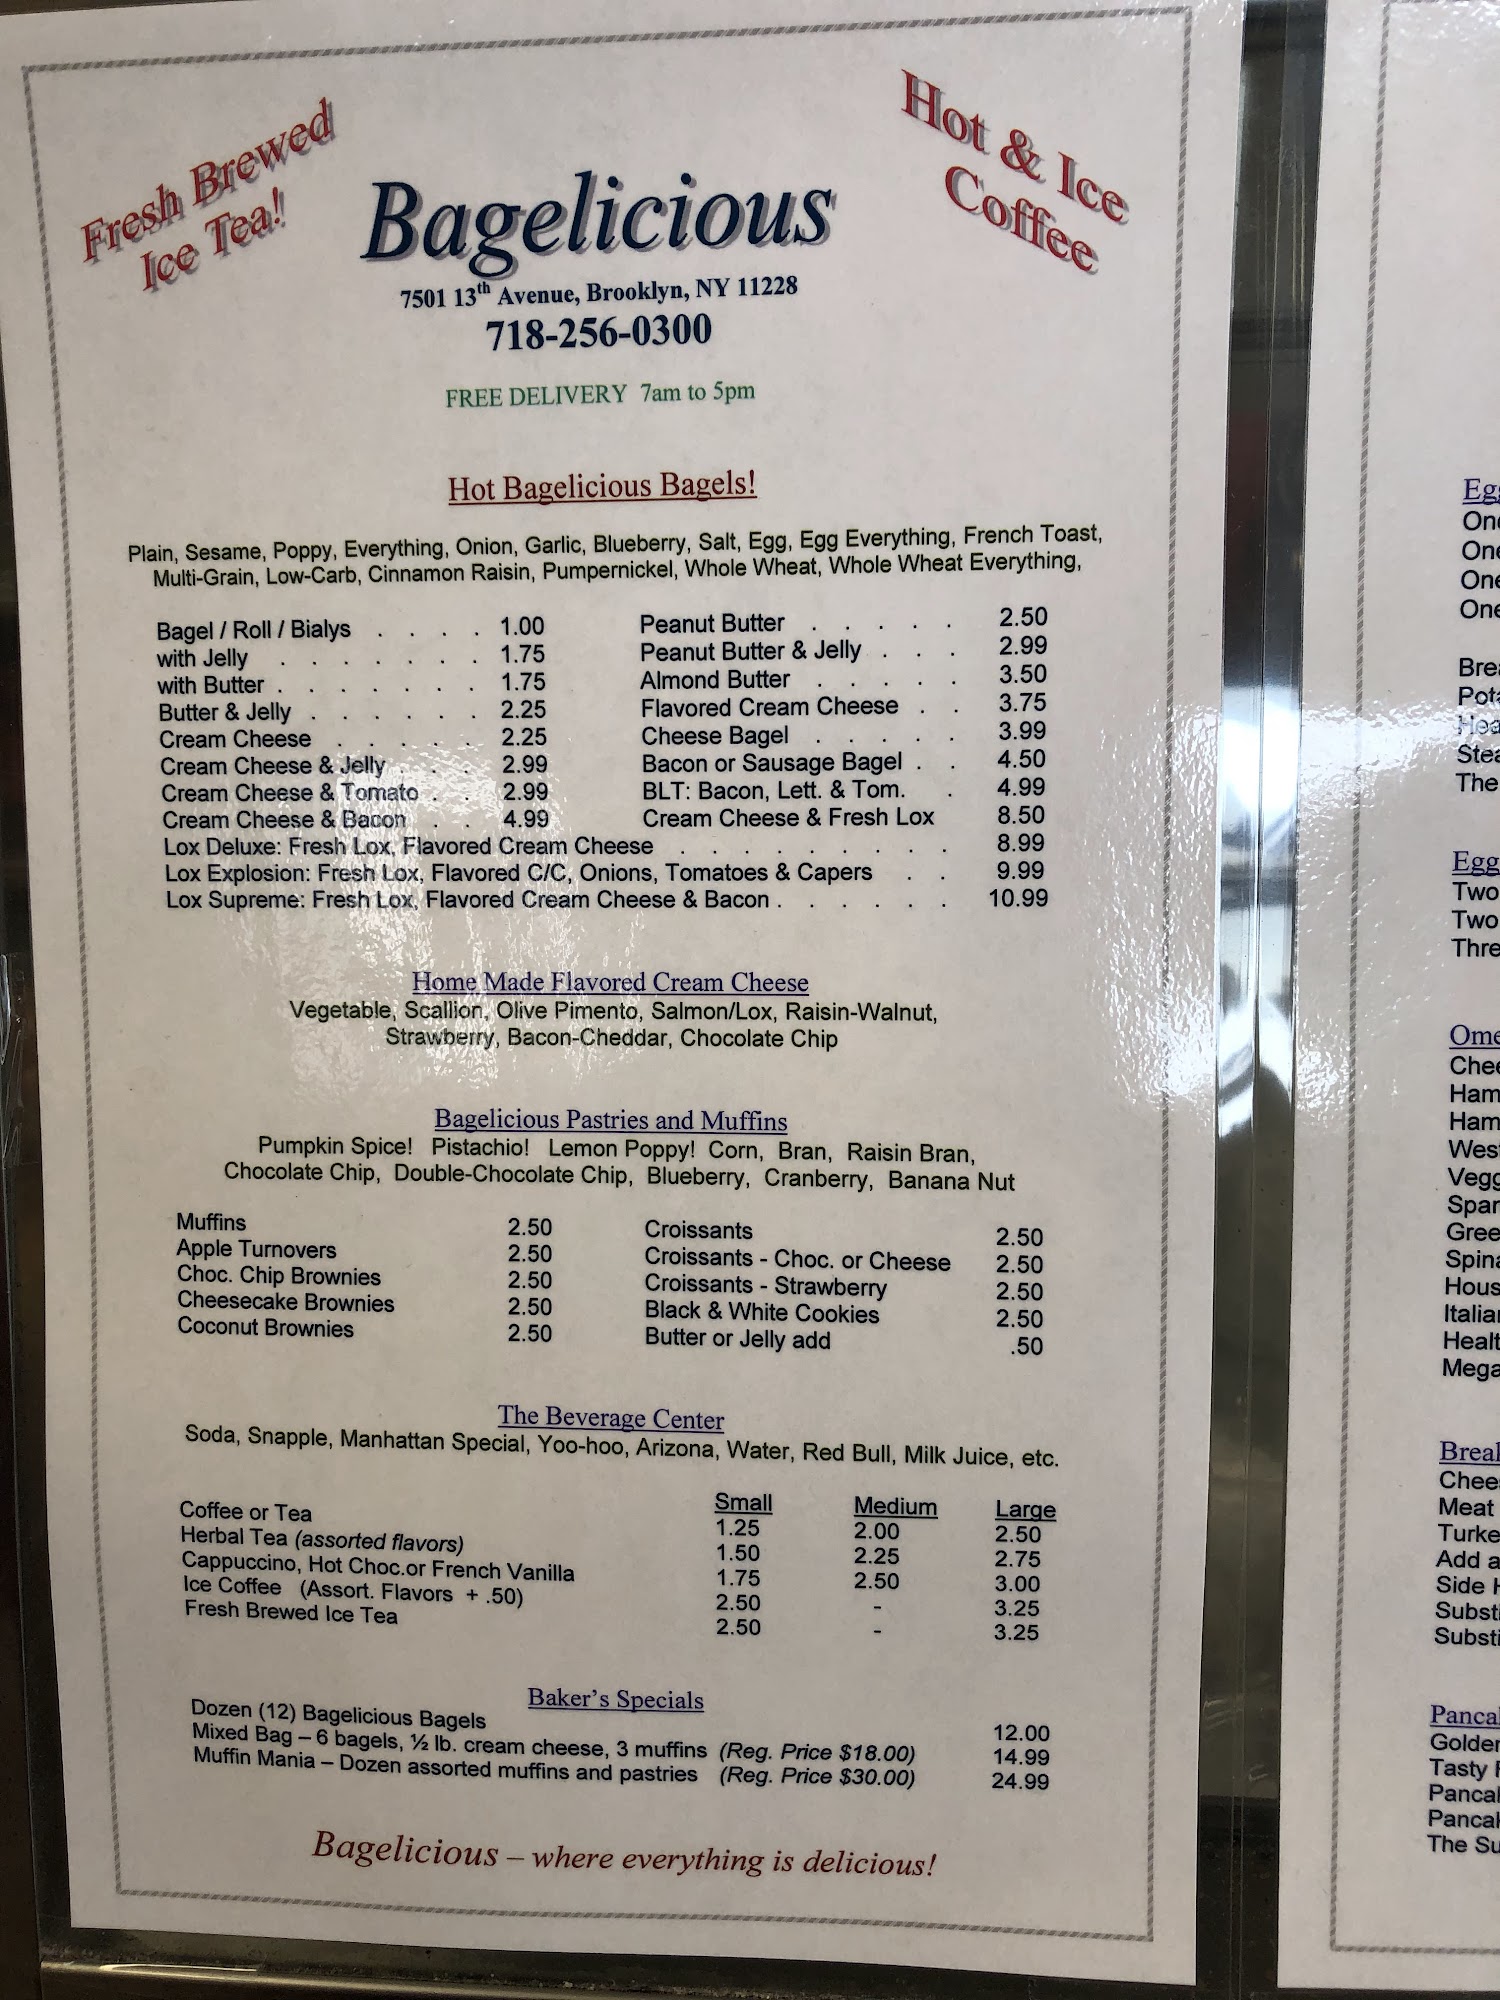 Fresh Brewed
Ice Tea!
Hot & Ice
Coffee
Bagelicious
7501 13th Avenue, Brooklyn, NY 11228
718-256-0300
FREE DELIVERY 7am to 5pm
Hot Bagelicious Bagels!
Plain, Sesame, Poppy, Everything, Onion, Garlic, Blueberry, Salt, Egg, Egg Everything, French Toast,
Multi-Grain, Low-Carb, Cinnamon Raisin, Pumpernickel, Whole Wheat, Whole Wheat Everything,
Bagel / Roll / Bialys . . . . 1.00
with Jelly . . . . . . . 1.75
with Butter . . . . . . . 1.75
Butter & Jelly . . . . . . 2.25
Cream Cheese . . . . . 2.25
Cream Cheese & Jelly . . . 2.99
Cream Cheese & Tomato . . 2.99
Cream Cheese & Bacon . . 4.99
Peanut Butter . . . . . 2.50
Peanut Butter & Jelly . . . 2.99
Almond Butter . . . . . 3.50
Flavored Cream Cheese . . 3.75
Cheese Bagel . . . . . 3.99
Bacon or Sausage Bagel . . 4.50
BLT: Bacon, Lett. & Tom. . 4.99
Cream Cheese & Fresh Lox 8.50
Lox Deluxe: Fresh Lox, Flavored Cream Cheese . . . . . . . . . 8.99
Lox Explosion: Fresh Lox, Flavored C/C, Onions, Tomatoes & Capers . . 9.99
Lox Supreme: Fresh Lox, Flavored Cream Cheese & Bacon . . . . . . 10.99
Home Made Flavored Cream Cheese
Vegetable, Scallion, Olive Pimento, Salmon/Lox, Raisin-Walnut,
Strawberry, Bacon-Cheddar, Chocolate Chip
Bagelicious Pastries and Muffins
Pumpkin Spice! Pistachio! Lemon Poppy! Corn, Bran, Raisin Bran,
Chocolate Chip, Double-Chocolate Chip, Blueberry, Cranberry, Banana Nut
Muffins 2.50
Apple Turnovers 2.50
Choc. Chip Brownies 2.50
Cheesecake Brownies 2.50
Coconut Brownies 2.50
Croissants 2.50
Croissants - Choc. or Cheese 2.50
Croissants - Strawberry 2.50
Black & White Cookies 2.50
Butter or Jelly add .50
The Beverage Center
Soda, Snapple, Manhattan Special, Yoo-hoo, Arizona, Water, Red Bull, Milk Juice, etc.
Small Medium Large
Coffee or Tea 1.25 2.00 2.50
Herbal Tea (assorted flavors) 1.50 2.25 2.75
Cappuccino, Hot Choc.or French Vanilla 1.75 2.50 3.00
Ice Coffee (Assort. Flavors + .50) 2.50 - 3.25
Fresh Brewed Ice Tea 2.50 - 3.25
Baker's Specials
Dozen (12) Bagelicious Bagels 12.00
Mixed Bag – 6 bagels, ½ lb. cream cheese, 3 muffins (Reg. Price $18.00) 14.99
Muffin Mania – Dozen assorted muffins and pastries (Reg. Price $30.00) 24.99
Bagelicious – where everything is delicious!
The
Two
Two
Ham
Ham
Meat
Add a
Side
Tasty